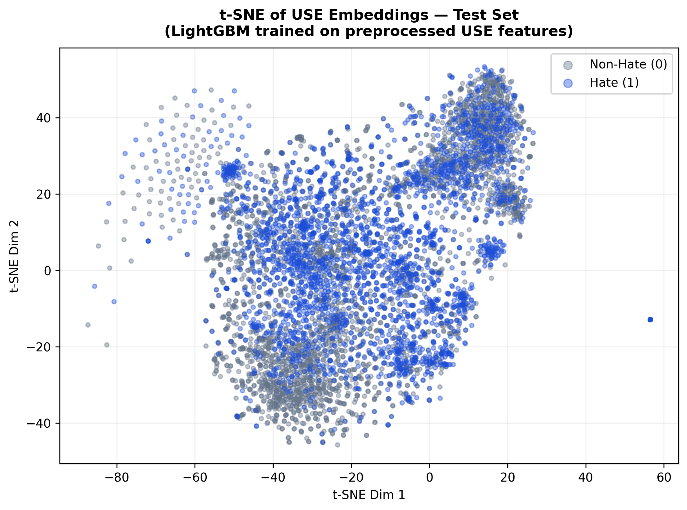 t-SNE of USE Embeddings — Test Set
(LightGBM trained on preprocessed USE features)
Non-Hate (0)
Hate (1)
t-SNE Dim 2
40
20
0
−20
−40
−80
−60
−40
−20
0
20
40
60
t-SNE Dim 1